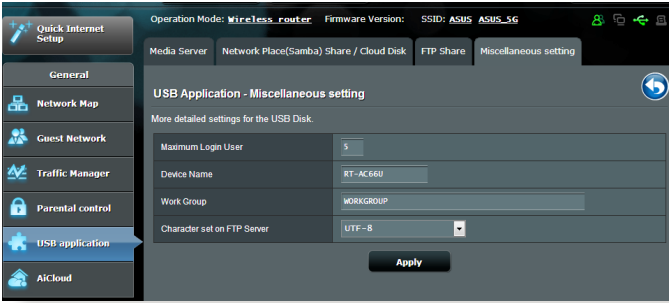 Operation Mode: Wireless router Firmware Version: SSID: ASUS ASUS_5G
Quick Internet Setup
Media Server Network Place(Samba) Share / Cloud Disk FTP Share Miscellaneous setting
General
Network Map
Guest Network
Traffic Manager
Parental control
USB application
AiCloud
USB Application - Miscellaneous setting
More detailed settings for the USB Disk.
Maximum Login User 5
Device Name RT-AC66U
Work Group WORKGROUP
Character set on FTP Server UTF-8
Apply